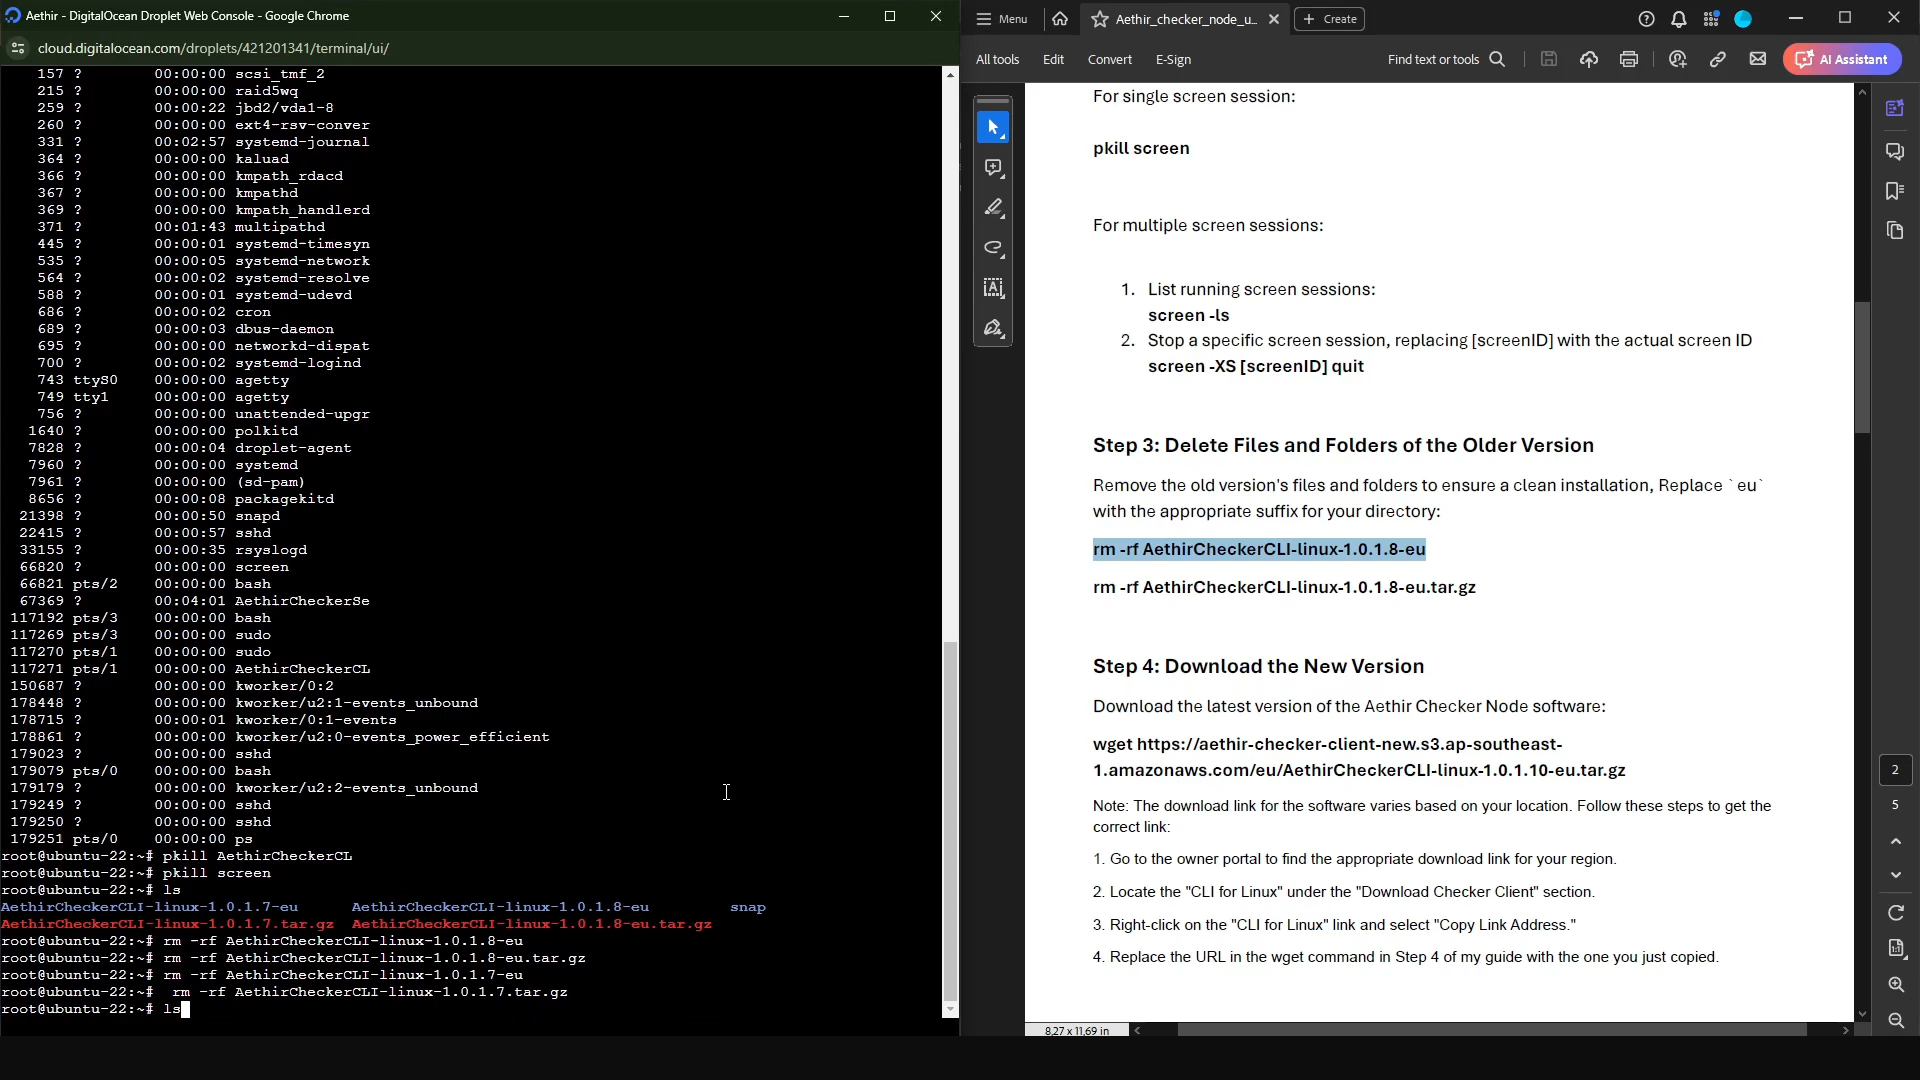 Aethir - DigitalOcean Droplet Web Console - Google Chrome
cloud.digitalocean.com/droplets/421201341/terminal/ui/
157 ? 00:00:00 scsi_tmf_2
215 ? 00:00:00 raid5wq
259 ? 00:00:22 jbd2/vda1-8
260 ? 00:00:00 ext4-rsv-conver
331 ? 00:02:57 systemd-journal
364 ? 00:00:00 kaluad
366 ? 00:00:00 kmpath_rdacd
367 ? 00:00:00 kmpathd
369 ? 00:00:00 kmpath_handlerd
371 ? 00:01:43 multipathd
445 ? 00:00:01 systemd-timesyn
535 ? 00:00:05 systemd-network
564 ? 00:00:02 systemd-resolve
588 ? 00:00:01 systemd-udevd
686 ? 00:00:02 cron
689 ? 00:00:03 dbus-daemon
695 ? 00:00:00 networkd-dispat
700 ? 00:00:02 systemd-logind
743 ttyS0 00:00:00 agetty
749 tty1 00:00:00 agetty
756 ? 00:00:00 unattended-upgr
1640 ? 00:00:00 polkitd
7828 ? 00:00:04 droplet-agent
7960 ? 00:00:00 systemd
7961 ? 00:00:00 (sd-pam)
8656 ? 00:00:08 packagekitd
21398 ? 00:00:50 snapd
22415 ? 00:00:57 sshd
33155 ? 00:00:35 rsyslogd
66820 ? 00:00:00 screen
66821 pts/2 00:00:00 bash
67369 ? 00:04:01 AethirCheckerSe
117192 pts/3 00:00:00 bash
117269 pts/3 00:00:00 sudo
117270 pts/1 00:00:00 sudo
117271 pts/1 00:00:00 AethirCheckerCL
150687 ? 00:00:00 kworker/0:2
178448 ? 00:00:00 kworker/u2:1-events_unbound
178715 ? 00:00:01 kworker/0:1-events
178861 ? 00:00:00 kworker/u2:0-events_power_efficient
179023 ? 00:00:00 sshd
179079 pts/0 00:00:00 bash
179179 ? 00:00:00 kworker/u2:2-events_unbound
179249 ? 00:00:00 sshd
179250 ? 00:00:00 sshd
179251 pts/0 00:00:00 ps
root@ubuntu-22:~# pkill AethirCheckerCL
root@ubuntu-22:~# pkill screen
root@ubuntu-22:~# ls
AethirCheckerCLI-linux-1.0.1.7-eu AethirCheckerCLI-linux-1.0.1.8-eu snap
AethirCheckerCLI-linux-1.0.1.7.tar.gz AethirCheckerCLI-linux-1.0.1.8-eu.tar.gz
root@ubuntu-22:~# rm -rf AethirCheckerCLI-linux-1.0.1.8-eu
root@ubuntu-22:~# rm -rf AethirCheckerCLI-linux-1.0.1.8-eu.tar.gz
root@ubuntu-22:~# rm -rf AethirCheckerCLI-linux-1.0.1.7-eu
root@ubuntu-22:~#  rm -rf AethirCheckerCLI-linux-1.0.1.7.tar.gz
root@ubuntu-22:~# ls
Menu Aethir_checker_node_u... Create
All tools Edit Convert E-Sign Find text or tools AI Assistant
For single screen session:
pkill screen
For multiple screen sessions:
1. List running screen sessions:
screen -ls
2. Stop a specific screen session, replacing [screenID] with the actual screen ID
screen -XS [screenID] quit
Step 3: Delete Files and Folders of the Older Version
Remove the old version's files and folders to ensure a clean installation, Replace `eu`
with the appropriate suffix for your directory:
rm -rf AethirCheckerCLI-linux-1.0.1.8-eu
rm -rf AethirCheckerCLI-linux-1.0.1.8-eu.tar.gz
Step 4: Download the New Version
Download the latest version of the Aethir Checker Node software:
wget https://aethir-checker-client-new.s3.ap-southeast-
1.amazonaws.com/eu/AethirCheckerCLI-linux-1.0.1.10-eu.tar.gz
Note: The download link for the software varies based on your location. Follow these steps to get the
correct link:
1. Go to the owner portal to find the appropriate download link for your region.
2. Locate the "CLI for Linux" under the "Download Checker Client" section.
3. Right-click on the "CLI for Linux" link and select "Copy Link Address."
4. Replace the URL in the wget command in Step 4 of my guide with the one you just copied.
8,27 x 11,69 in
2
5